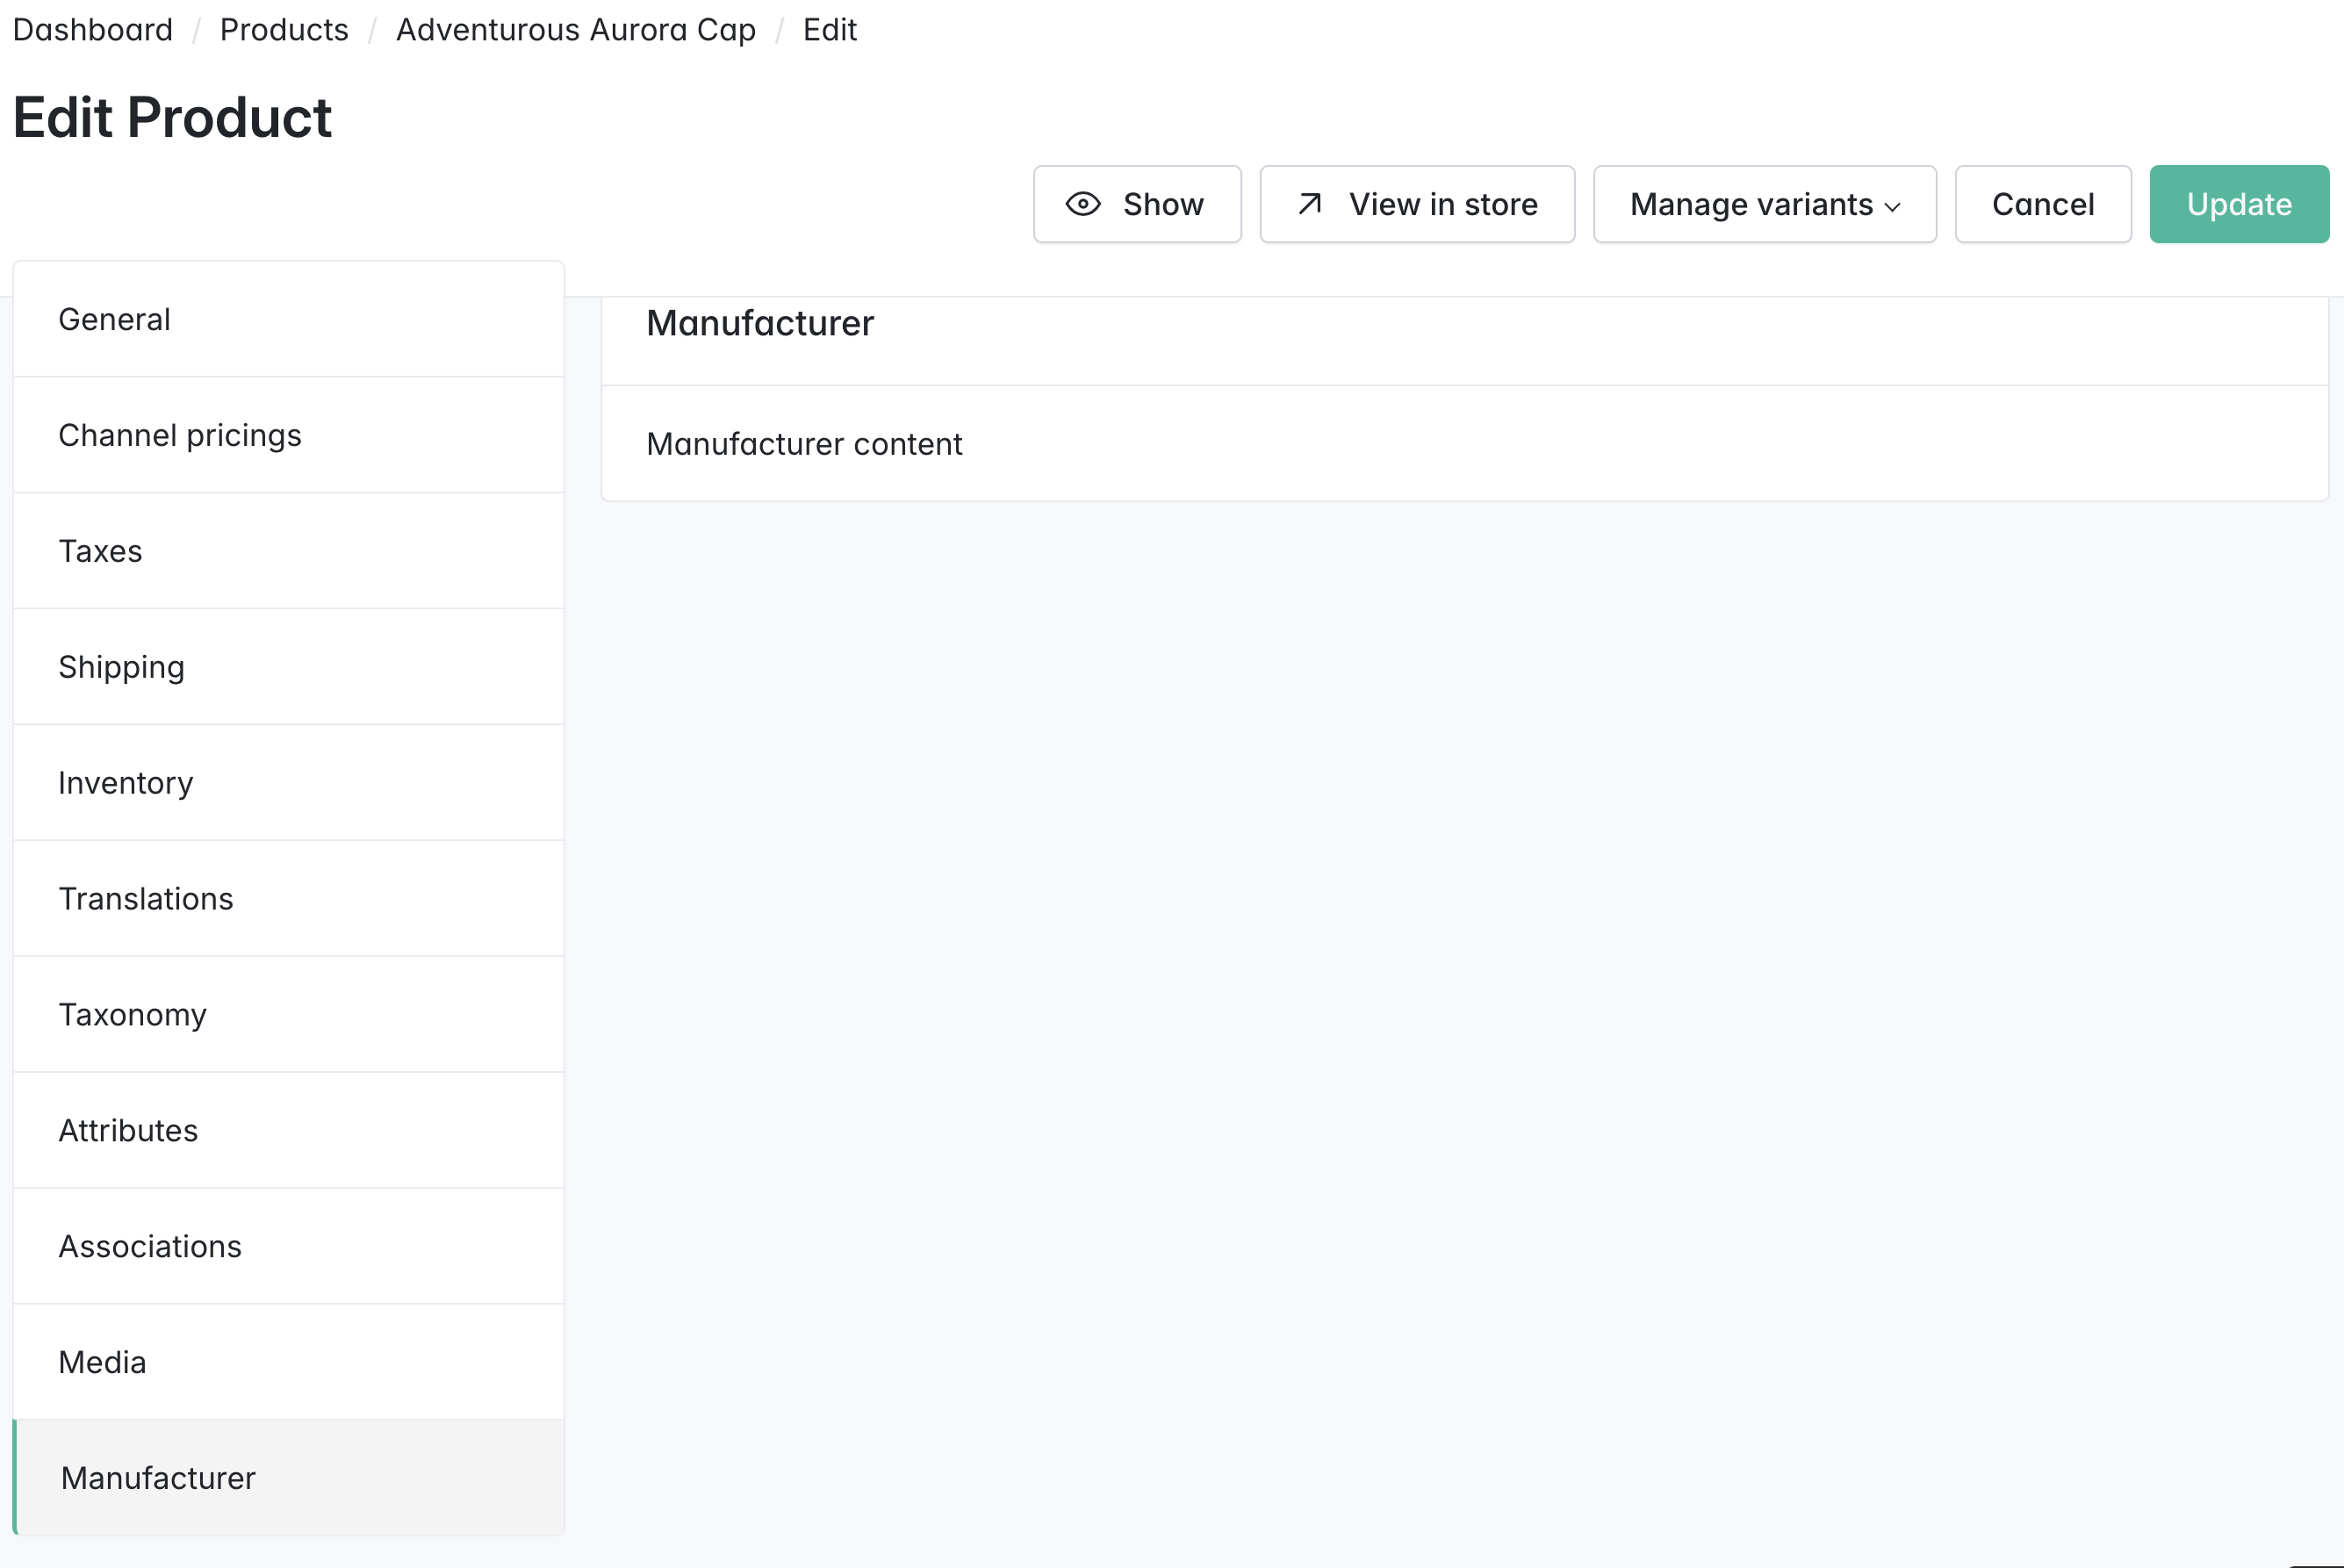 Dashboard / Products / Adventurous Aurora Cap / Edit
Edit Product
Show
View in store
Manage variants
Cancel
Update
General
Channel pricings
Taxes
Shipping
Inventory
Translations
Taxonomy
Attributes
Associations
Media
Manufacturer
Manufacturer
Manufacturer content